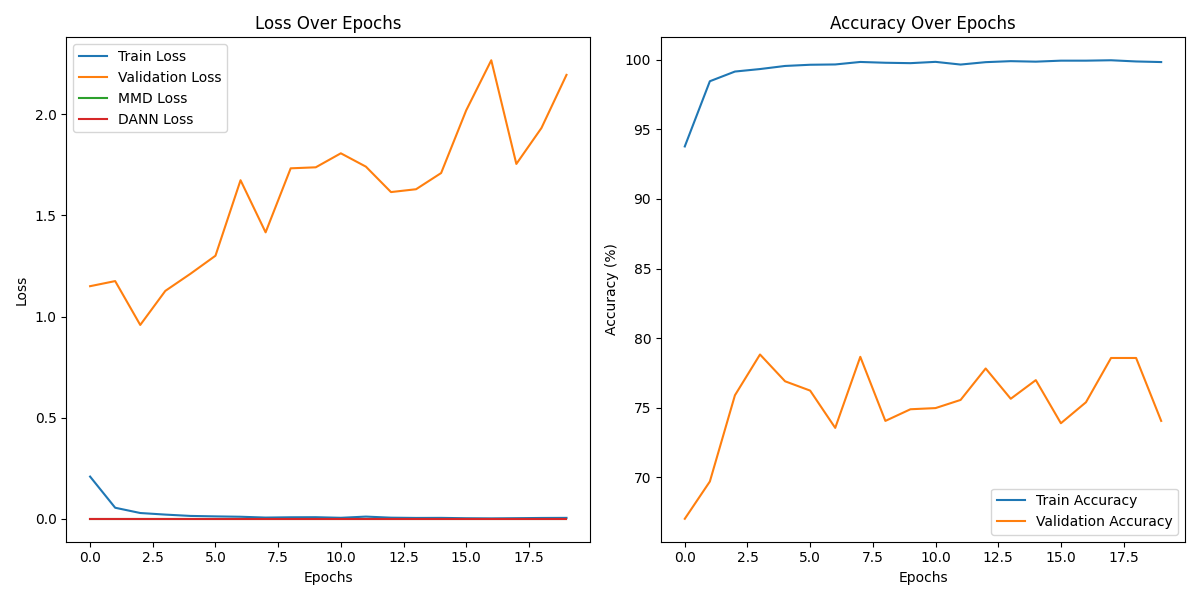 Loss Over Epochs
Train Loss
Validation Loss
MMD Loss
DANN Loss
2.0
1.5
1.0
0.5
0.0
Loss
0.0 2.5 5.0 7.5 10.0 12.5 15.0 17.5
Epochs
Accuracy Over Epochs
100
95
90
85
80
75
70
Accuracy (%)
Train Accuracy
Validation Accuracy
0.0 2.5 5.0 7.5 10.0 12.5 15.0 17.5
Epochs